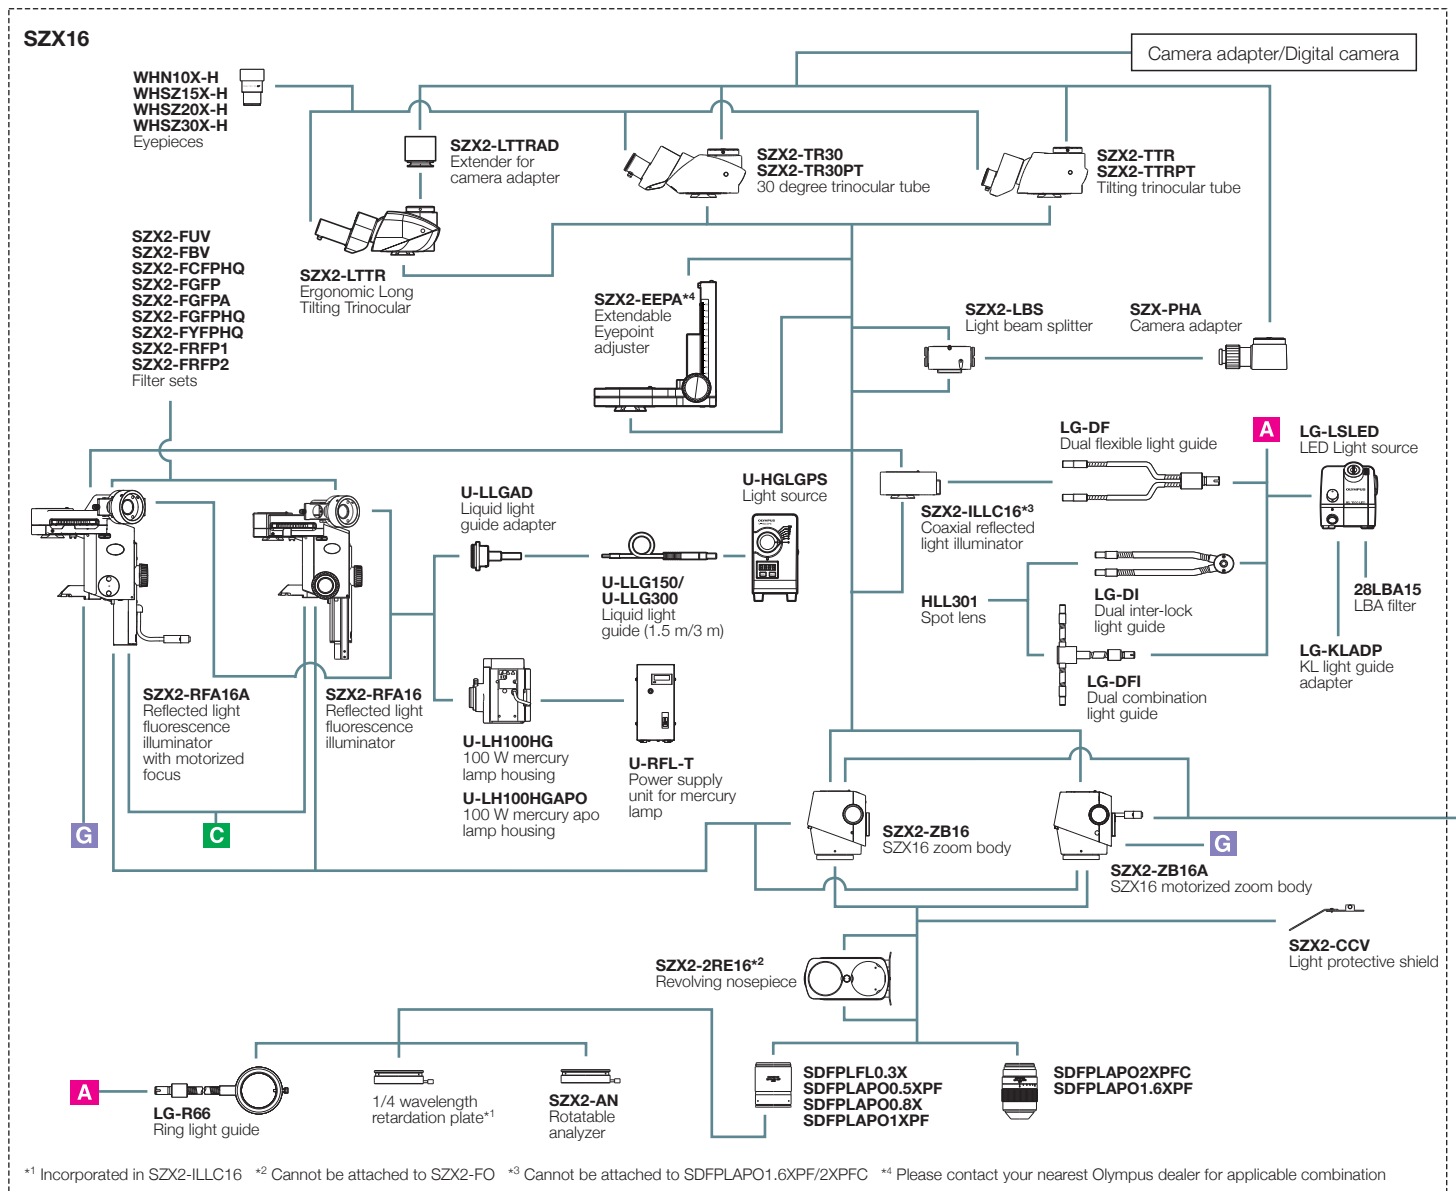 SZX16
Camera adapter/Digital camera
WHN10X-H
WHSZ15X-H
WHSZ20X-H
WHSZ30X-H
Eyepieces
SZX2-LTTRAD
Extender for
camera adapter
SZX2-TR30
SZX2-TR30PT
30 degree trinocular tube
SZX2-TTR
SZX2-TTRPT
Tilting trinocular tube
SZX2-FUV
SZX2-FBV
SZX2-FCFPHQ
SZX2-FGFP
SZX2-FGFPA
SZX2-FGFPHQ
SZX2-FYFPHQ
SZX2-FRFP1
SZX2-FRFP2
Filter sets
SZX2-LTTR
Ergonomic Long
Tilting Trinocular
SZX2-EEPA*4
Extendable
Eyepoint
adjuster
SZX2-LBS
Light beam splitter
SZX-PHA
Camera adapter
LG-DF
Dual flexible light guide
A
LG-LSLED
LED Light source
OLYMPUS
U-LLGAD
Liquid light
guide adapter
U-HGLGPS
Light source
OLYMPUS
SZX2-ILLC16*3
Coaxial reflected
light illuminator
U-LLG150/
U-LLG300
Liquid light
guide (1.5 m/3 m)
HLL301
Spot lens
LG-DI
Dual inter-lock
light guide
28LBA15
LBA filter
LG-KLADP
KL light guide
adapter
LG-DFI
Dual combination
light guide
SZX2-RFA16A
Reflected light
fluorescence
illuminator
with motorized
focus
SZX2-RFA16
Reflected light
fluorescence
illuminator
U-LH100HG
100 W mercury
lamp housing
U-LH100HGAPO
100 W mercury apo
lamp housing
U-RFL-T
Power supply
unit for mercury
lamp
G
C
SZX2-ZB16
SZX16 zoom body
G
SZX2-ZB16A
SZX16 motorized zoom body
SZX2-CCV
Light protective shield
SZX2-2RE16*2
Revolving nosepiece
A
LG-R66
Ring light guide
1/4 wavelength
retardation plate*1
SZX2-AN
Rotatable
analyzer
SDFPLFL0.3X
SDFPLAPO0.5XPF
SDFPLAPO0.8X
SDFPLAPO1XPF
SDFPLAPO2XPFC
SDFPLAPO1.6XPF
*1 Incorporated in SZX2-ILLC16 *2 Cannot be attached to SZX2-FO *3 Cannot be attached to SDFPLAPO1.6XPF/2XPFC *4 Please contact your nearest Olympus dealer for applicable combination